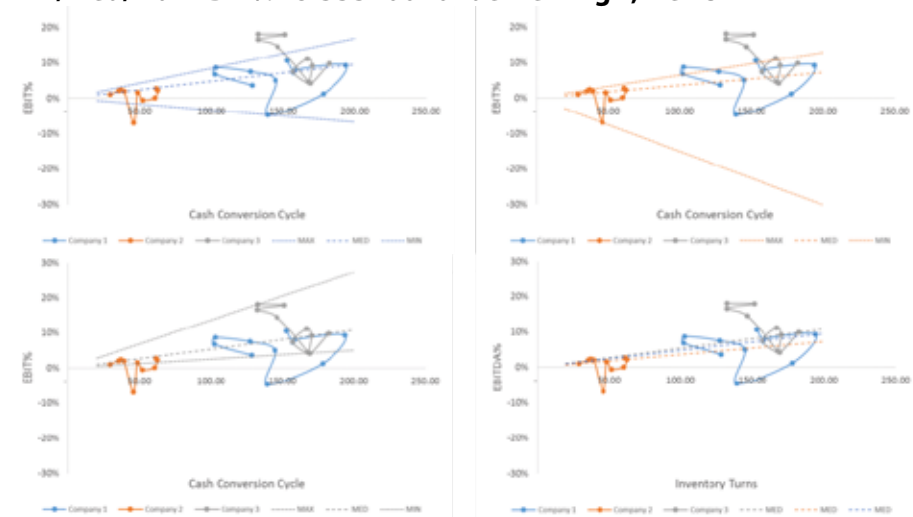 20%
10%
0%
-10%
-20%
-30%
EBIT%
- 50.00 100.00 150.00 200.00 250.00
Cash Conversion Cycle
Company 1 Company 2 Company 3 MAX MED MIN
20%
10%
0%
-10%
-20%
-30%
EBIT%
50.00 100.00 150.00 200.00 250.00
Cash Conversion Cycle
Company 1 Company 2 Company 3 MAX MED MIN
30%
20%
10%
0%
-10%
-20%
-30%
EBIT%
50.00 100.00 150.00 200.00 250.00
Cash Conversion Cycle
Company 1 Company 2 Company 3 MAX MED MIN
30%
20%
10%
0%
-10%
-20%
-30%
EBITDA%
50.00 100.00 150.00 200.00 250.00
Inventory Turns
Company 1 Company 2 Company 3 MED MED MED